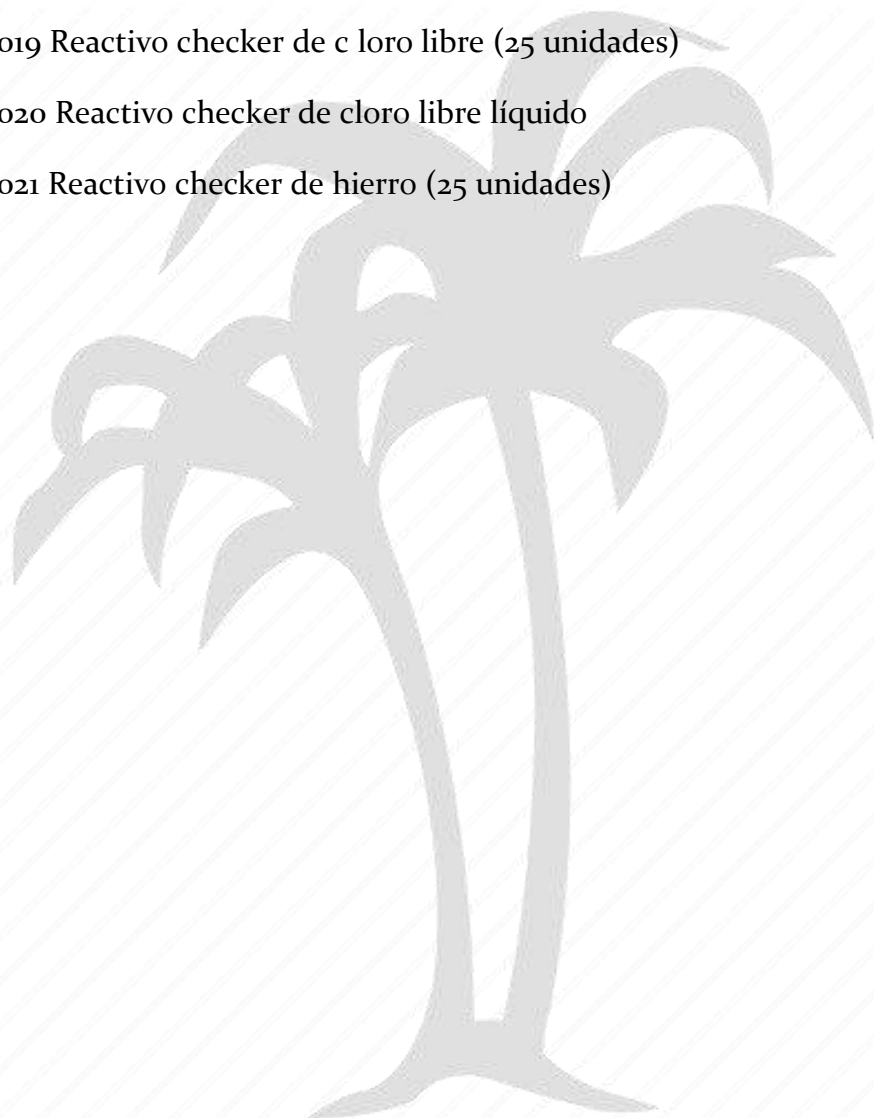 019 Reactivo checker de c loro libre (25 unidades)
020 Reactivo checker de cloro libre líquido
021 Reactivo checker de hierro (25 unidades)